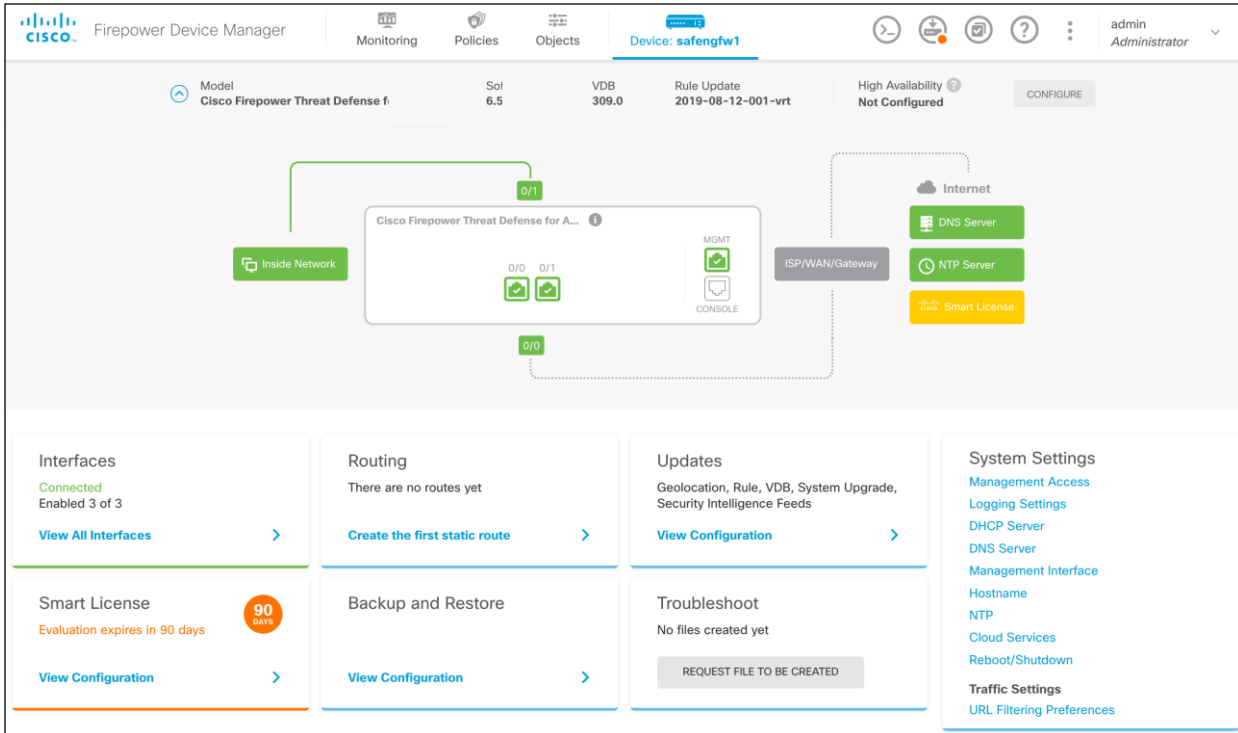 CISCO
Firepower Device Manager
Monitoring
Policies
Objects
Device: safengfw1
admin
Administrator
Model
Cisco Firepower Threat Defense f
Sof
6.5
VDB
309.0
Rule Update
2019-08-12-001-vrt
High Availability ?
Not Configured
CONFIGURE
0/1
Internet
Cisco Firepower Threat Defense for A...
DNS Server
MGMT
Inside Network
0/0 0/1
ISP/WAN/Gateway
NTP Server
CONSOLE
Smart License
0/0
Interfaces
Connected
Enabled 3 of 3
View All Interfaces
Routing
There are no routes yet
Create the first static route
Updates
Geolocation, Rule, VDB, System Upgrade,
Security Intelligence Feeds
View Configuration
Smart License
90
DAYS
Evaluation expires in 90 days
View Configuration
Backup and Restore
View Configuration
Troubleshoot
No files created yet
REQUEST FILE TO BE CREATED
System Settings
Management Access
Logging Settings
DHCP Server
DNS Server
Management Interface
Hostname
NTP
Cloud Services
Reboot/Shutdown
Traffic Settings
URL Filtering Preferences